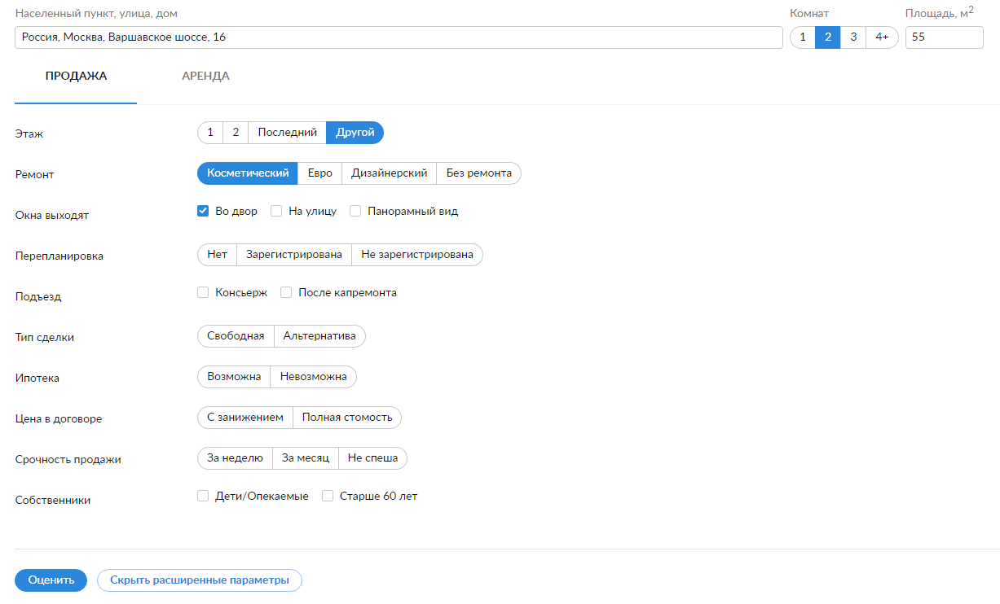 Населенный пункт, улица, дом Комнат Площадь, м2
Россия, Москва, Варшавское шоссе, 16 1 2 3 4+ 55
ПРОДАЖА АРЕНДА
Этаж 1 2 Последний Другой
Ремонт Косметический Евро Дизайнерский Без ремонта
Окна выходят Во двор На улицу Панорамный вид
Перепланировка Нет Зарегистрирована Не зарегистрирована
Подъезд Консьерж После капремонта
Тип сделки Свободная Альтернатива
Ипотека Возможна Невозможна
Цена в договоре С занижением Полная стомость
Срочность продажи За неделю За месяц Не спеша
Собственники Дети/Опекаемые Старше 60 лет
Оценить Скрыть расширенные параметры